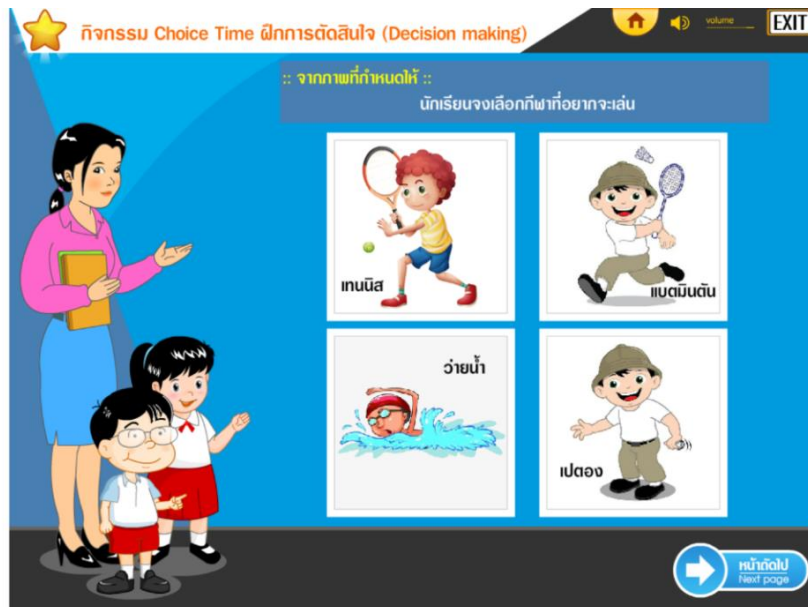 กิจกรรม Choice Time ฝึกการตัดสินใจ (Decision making)
volume
EXIT
:: จากภาพที่กำหนดให้ ::
นักเรียนจงเลือกกีฬาที่อยากจะเล่น
เทนนิส
แบตมินตัน
ว่ายน้ำ
เปตอง
หน้าถัดไป
Next page